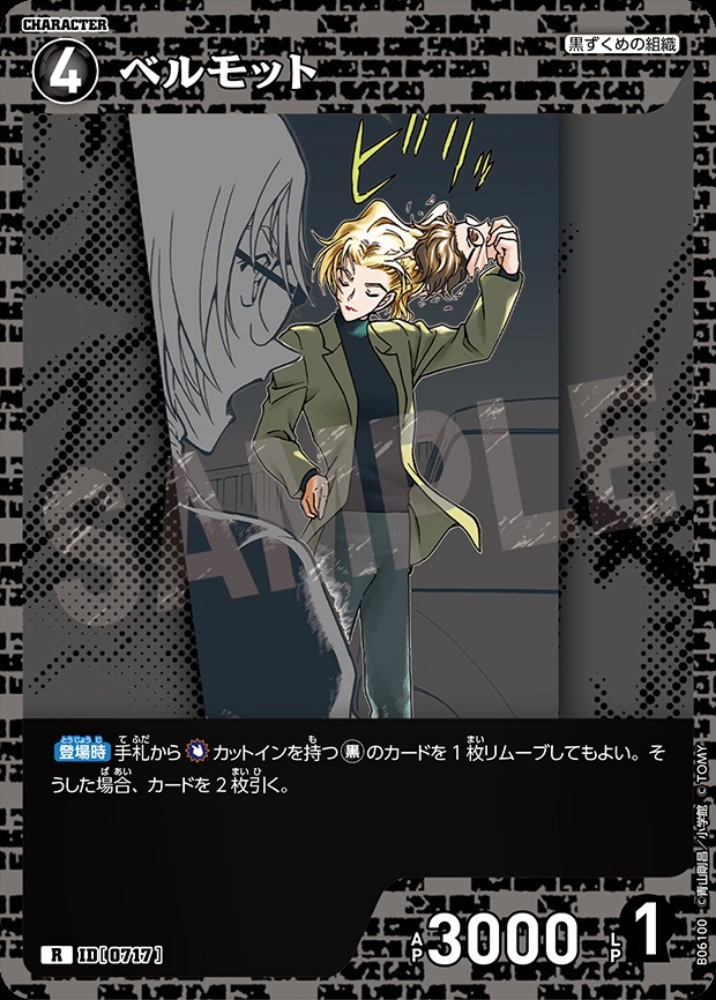 CHARACTER
黒ずくめの組織
4 ベルモット
ビリッ
SAMPLE
登場時 手札から カットインを持つ黒のカードを1枚リムーブしてもよい。そ
うした場合、カードを2枚引く。
AP 3000 LP 1
R ID[0717]
B06100 ©青山剛昌/小学館 ©TOMY